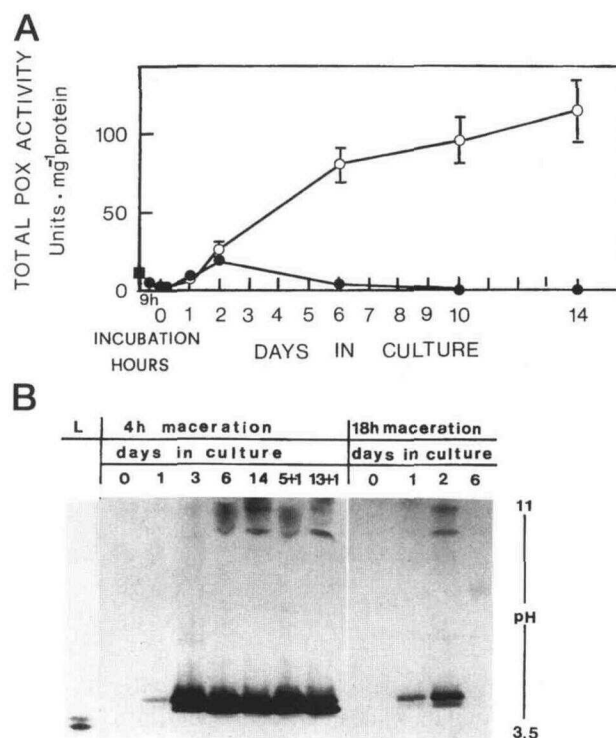 A
TOTAL POX ACTIVITY
Units · mg⁻¹ protein
100
50
0
9h
0 1 2 3 4 5 6 7 8 9 10 14
INCUBATION HOURS
DAYS IN CULTURE
B
L 4h maceration 18h maceration
days in culture days in culture
0 1 3 6 14 5+1 13+1 0 1 2 6
11
pH
3.5